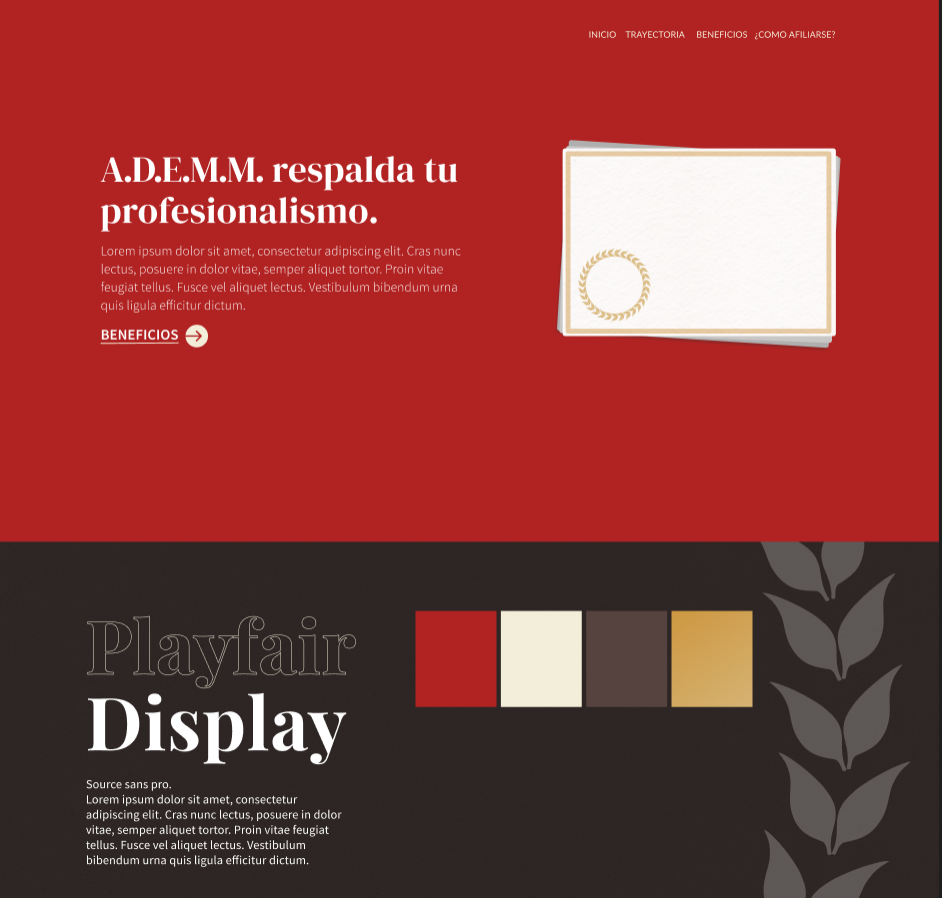 INICIO TRAYECTORIA BENEFICIOS ¿COMO AFILIARSE?
A.D.E.M.M. respalda tu
profesionalismo.
Lorem ipsum dolor sit amet, consectetur adipiscing elit. Cras nunc
lectus, posuere in dolor vitae, semper aliquet tortor. Proin vitae
feugiat tellus. Fusce vel aliquet lectus. Vestibulum bibendum urna
quis ligula efficitur dictum.
BENEFICIOS
Playfair
Display
Source sans pro.
Lorem ipsum dolor sit amet, consectetur
adipiscing elit. Cras nunc lectus, posuere in dolor
vitae, semper aliquet tortor. Proin vitae feugiat
tellus. Fusce vel aliquet lectus. Vestibulum
bibendum urna quis ligula efficitur dictum.